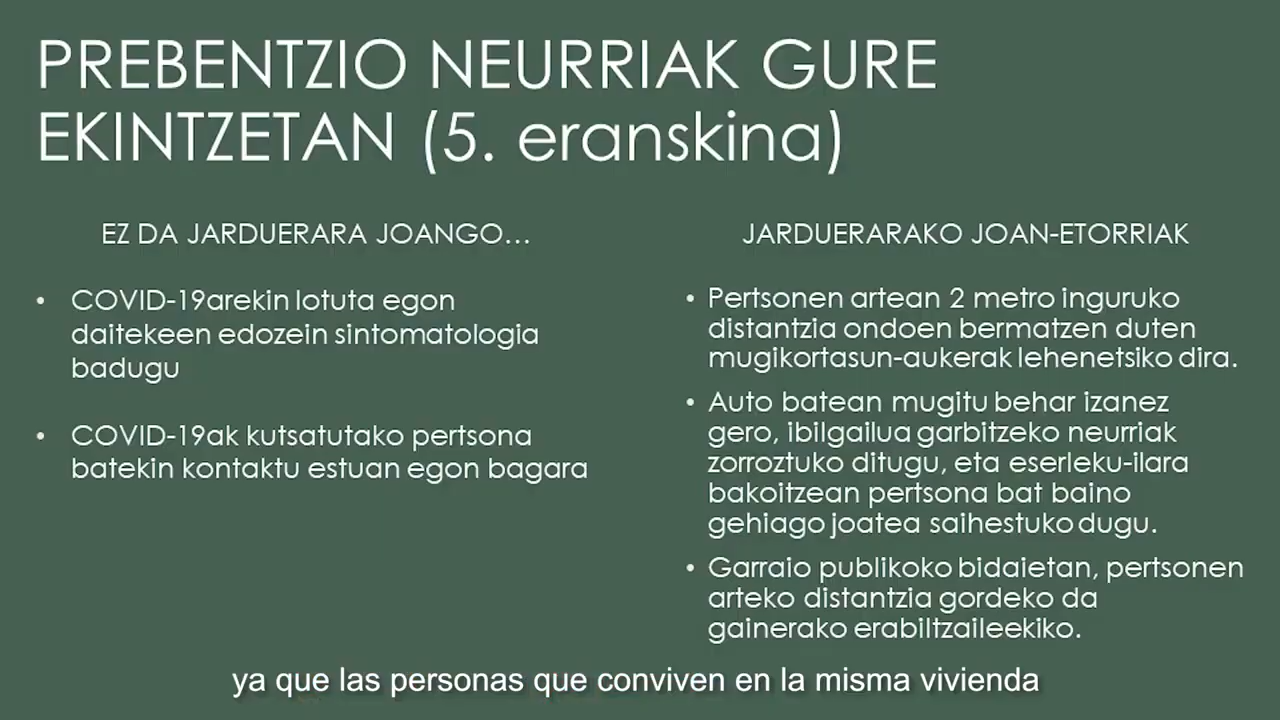 PREBENTZIO NEURRIAK GURE
EKINTZETAN (5. eranskina)
EZ DA JARDUERARA JOANGO…
• COVID-19arekin lotuta egon
daitekeen edozein sintomatologia
badugu
• COVID-19ak kutsatutako pertsona
batekin kontaktu estuan egon bagara
JARDUERARAKO JOAN-ETORRIAK
• Pertsonen artean 2 metro inguruko
distantzia ondoen bermatzen duten
mugikortasun-aukerak lehenetsiko dira.
• Auto batean mugitu behar izanez
gero, ibilgailua garbitzeko neurriak
zorroztuko ditugu, eta eserleku-ilara
bakoitzean pertsona bat baino
gehiago joatea saihestuko dugu.
• Garraio publikoko bidaietan, pertsonen
arteko distantzia gordeko da
gainerako erabiltzaileekiko.
ya que las personas que conviven en la misma vivienda